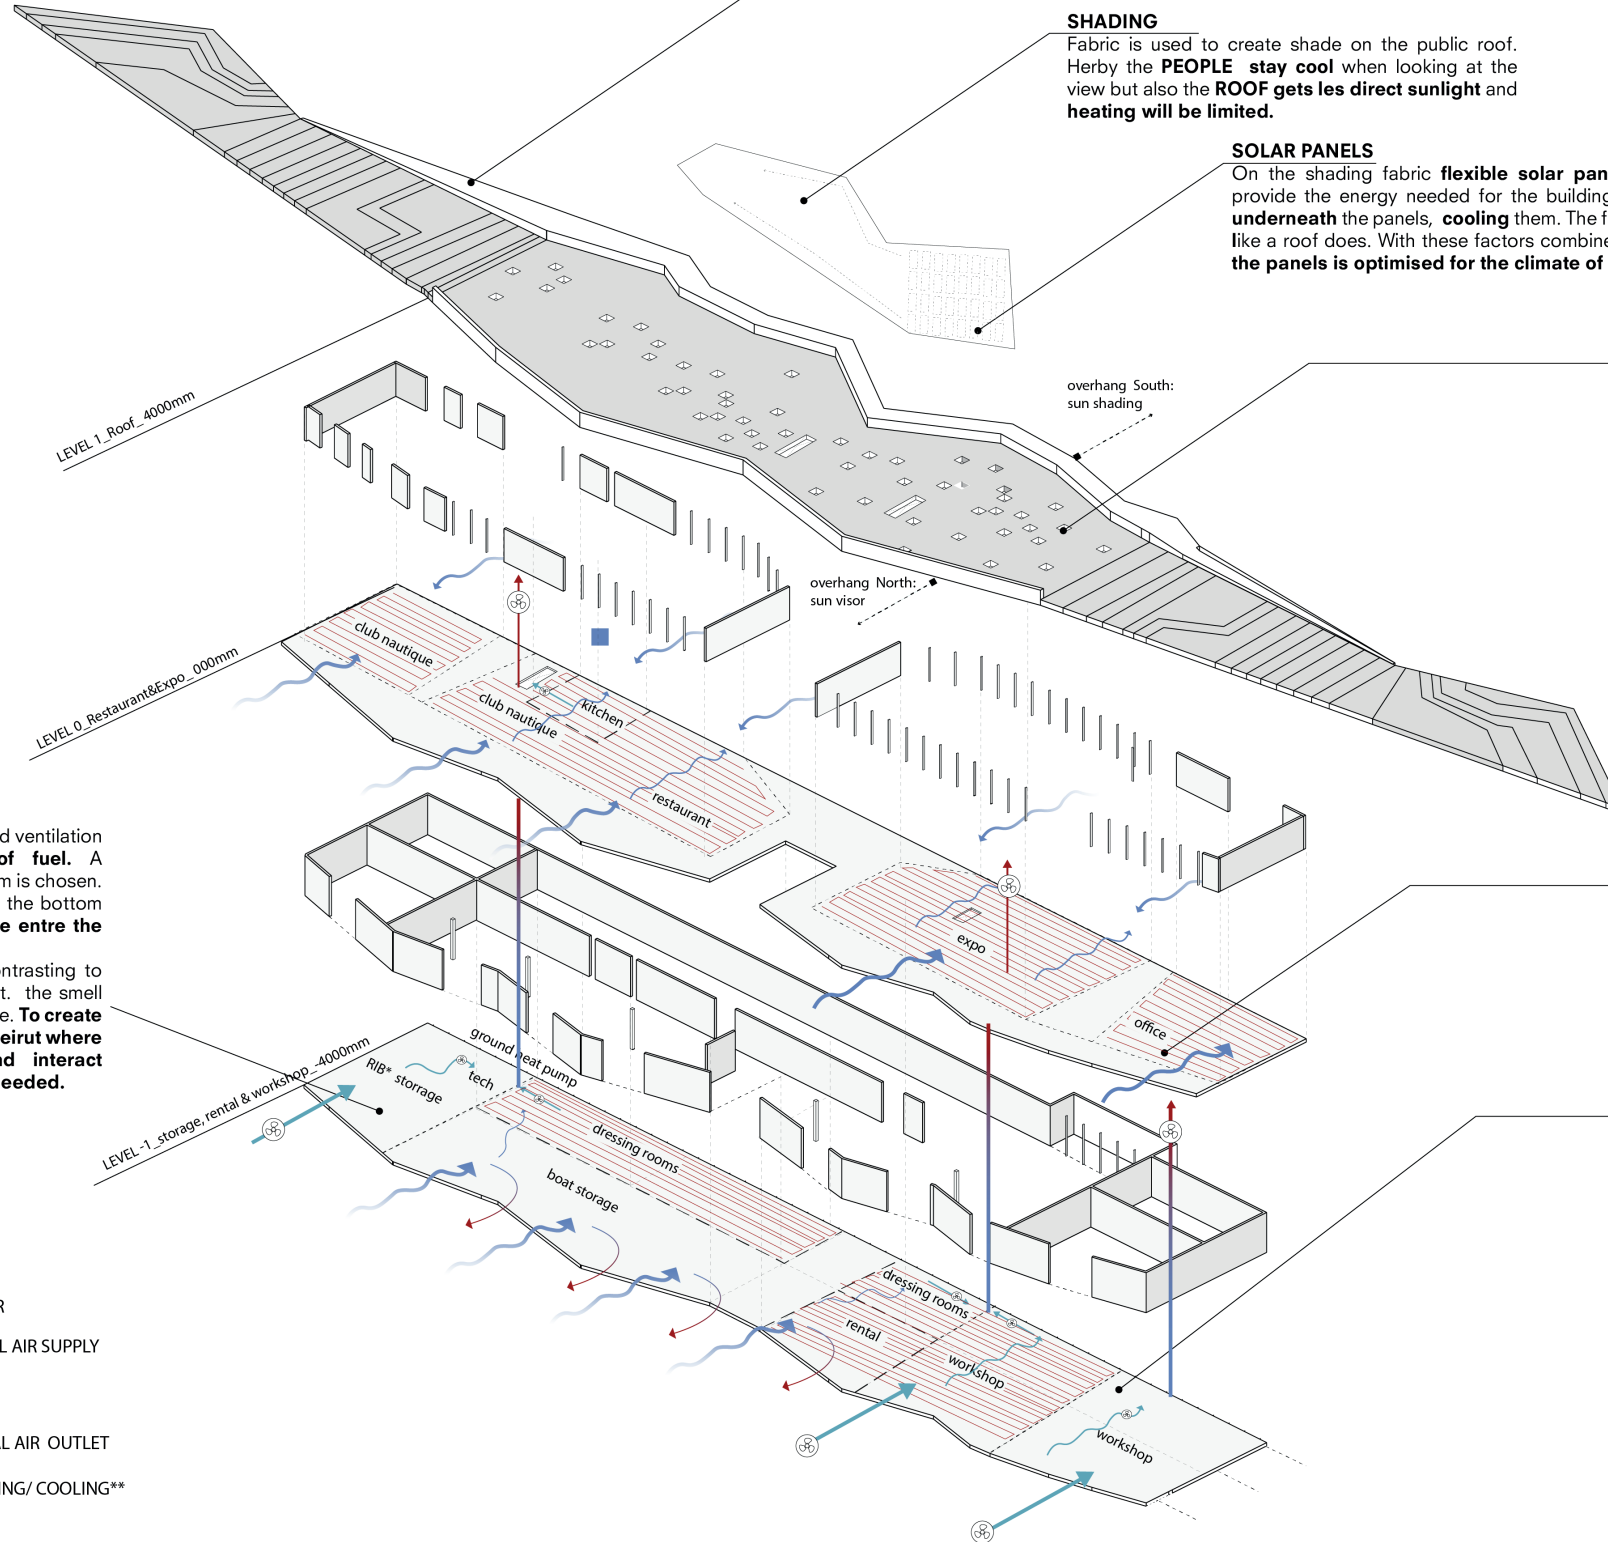 SHADING
Fabric is used to create shade on the public roof.
Herby the PEOPLE stay cool when looking at the
view but also the ROOF gets les direct sunlight and
heating will be limited.
SOLAR PANELS
On the shading fabric flexible solar pan
provide the energy needed for the building
underneath the panels, cooling them. The f
like a roof does. With these factors combine
the panels is optimised for the climate of
overhang South:
sun shading
LEVEL 1_Roof_ 4000mm
overhang North:
sun visor
club nautique
LEVEL 0_Restaurant&Expo_000mm
club nautique
kitchen
restaurant
d ventilation
of fuel. A
m is chosen.
the bottom
e entre the
ontrasting to
t. the smell
e. To create
eirut where
nd interact
eeded.
expo
office
ground heat pump
RIB* storrage
tech
LEVEL -1_storage, rental & workshop_-4000mm
dressing rooms
boat storage
dressing rooms
rental
workshop
workshop
R
L AIR SUPPLY
AL AIR OUTLET
ING/ COOLING**